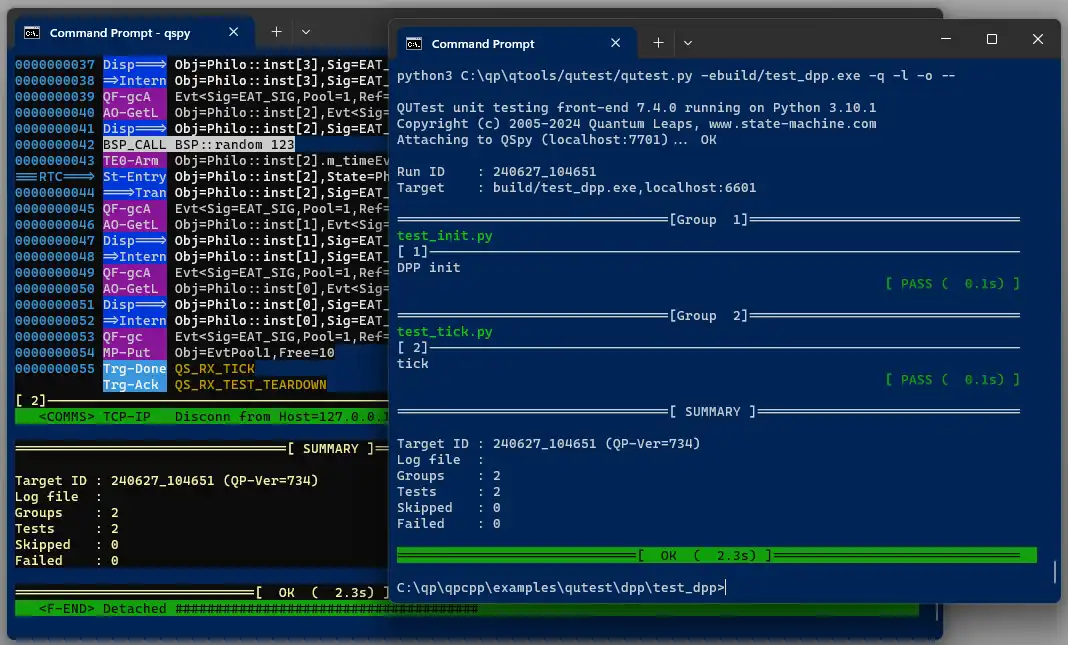 Command Prompt - qspy
0000000037 Disp===> Obj=Philo::inst[3],Sig=EAT_
0000000038 =>Intern Obj=Philo::inst[3],Sig=EAT_
0000000039 QF-gcA Evt<Sig=EAT_SIG,Pool=1,Ref=
0000000040 AO-GetL Obj=Philo::inst[2],Evt<Sig=
0000000041 Disp===> Obj=Philo::inst[2],Sig=EAT_
0000000042 BSP_CALL BSP::random 123
0000000043 TE0-Arm Obj=Philo::inst[2].m_timeEv
===RTC===> St-Entry Obj=Philo::inst[2],State=Ph
0000000044 ===>Tran Obj=Philo::inst[2],Sig=EAT_
0000000045 QF-gcA Evt<Sig=EAT_SIG,Pool=1,Ref=
0000000046 AO-GetL Obj=Philo::inst[1],Evt<Sig=
0000000047 Disp===> Obj=Philo::inst[1],Sig=EAT_
0000000048 =>Intern Obj=Philo::inst[1],Sig=EAT_
0000000049 QF-gcA Evt<Sig=EAT_SIG,Pool=1,Ref=
0000000050 AO-GetL Obj=Philo::inst[0],Evt<Sig=
0000000051 Disp===> Obj=Philo::inst[0],Sig=EAT_
0000000052 =>Intern Obj=Philo::inst[0],Sig=EAT_
0000000053 QF-gc Evt<Sig=EAT_SIG,Pool=1,Ref=
0000000054 MP-Put Obj=EvtPool1,Free=10
0000000055 Trg-Done QS_RX_TICK
Trg-Ack QS_RX_TEST_TEARDOWN
[ 2]
<COMMS> TCP-IP Disconn from Host=127.0.0.1
[ SUMMARY ]
Target ID : 240627_104651 (QP-Ver=734)
Log file :
Groups : 2
Tests : 2
Skipped : 0
Failed : 0
[ OK ( 2.3s) ]
<F-END> Detached ######################################
Command Prompt
python3 C:\qp\qtools/qutest/qutest.py -ebuild/test_dpp.exe -q -l -o --
QUTest unit testing front-end 7.4.0 running on Python 3.10.1
Copyright (c) 2005-2024 Quantum Leaps, www.state-machine.com
Attaching to QSpy (localhost:7701)... OK
Run ID : 240627_104651
Target : build/test_dpp.exe,localhost:6601
[Group 1]
test_init.py
[ 1]
DPP init
[ PASS ( 0.1s) ]
[Group 2]
test_tick.py
[ 2]
tick
[ PASS ( 0.1s) ]
[ SUMMARY ]
Target ID : 240627_104651 (QP-Ver=734)
Log file :
Groups : 2
Tests : 2
Skipped : 0
Failed : 0
[ OK ( 2.3s) ]
C:\qp\qpcpp\examples\qutest\dpp\test_dpp>